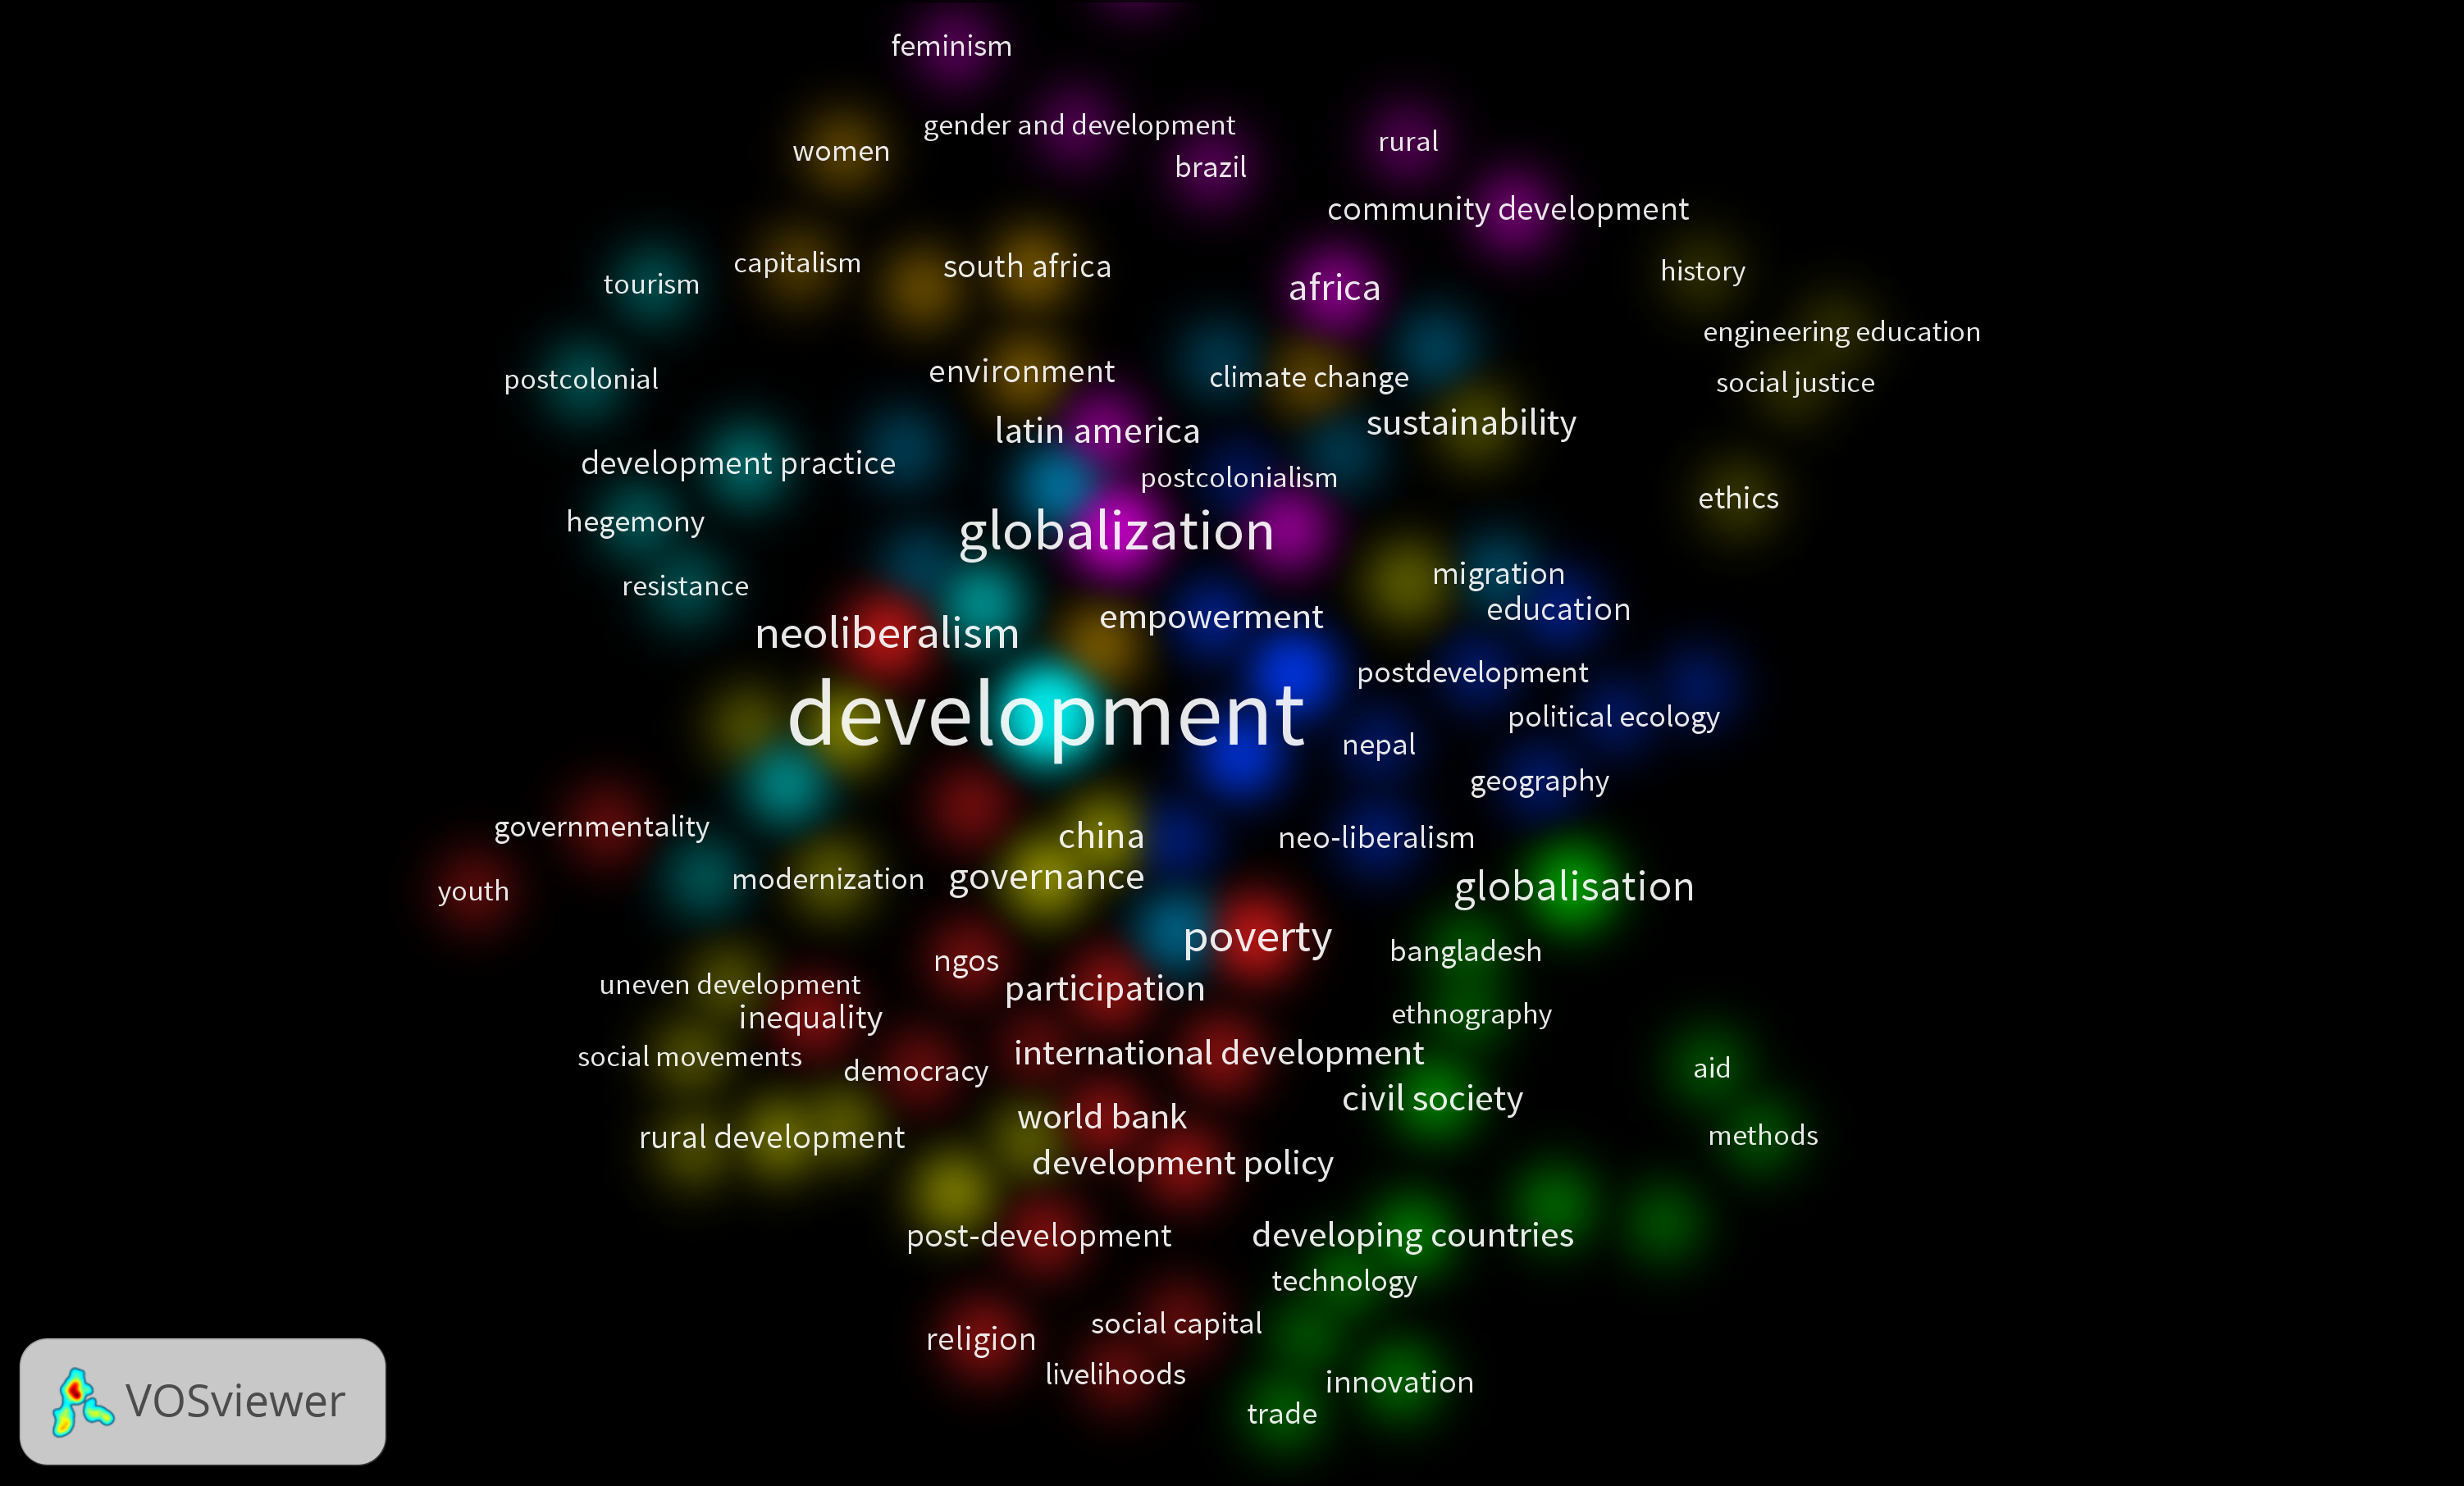 feminism
gender and development
women
brazil
rural
community development
capitalism
south africa
tourism
africa
history
engineering education
environment
climate change
postcolonial
social justice
latin america
sustainability
development practice
postcolonialism
ethics
hegemony
globalization
resistance
migration
education
empowerment
neoliberalism
postdevelopment
development
political ecology
nepal
geography
governmentality
china
neo-liberalism
youth
modernization
governance
globalisation
poverty
bangladesh
ngos
uneven development
participation
inequality
ethnography
social movements
international development
democracy
aid
civil society
world bank
rural development
methods
development policy
post-development
developing countries
technology
religion
social capital
livelihoods
innovation
trade
VOSviewer